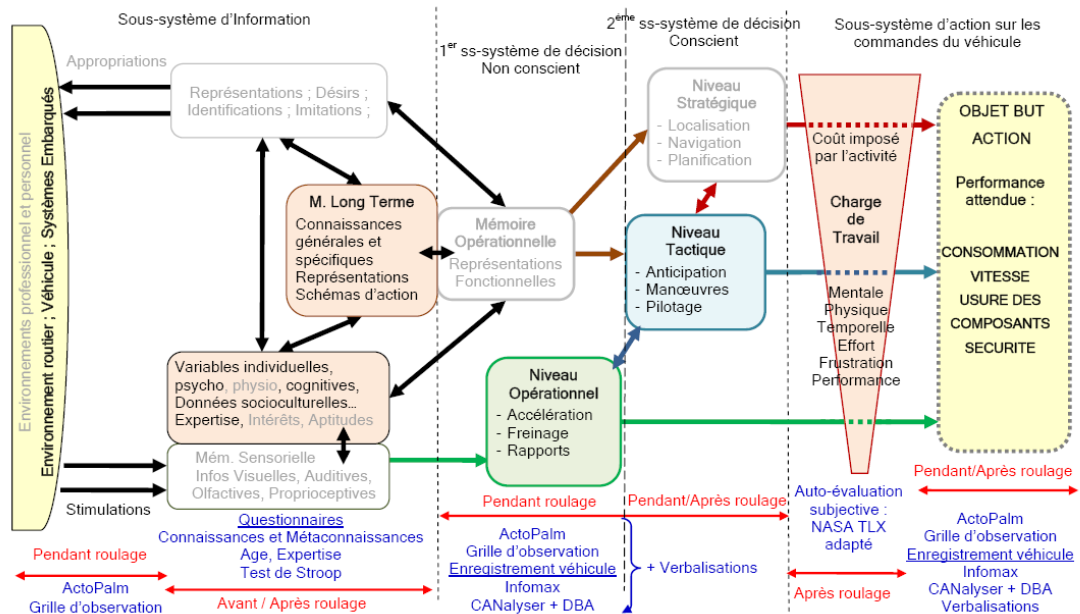 Sous-système d'Information
1er ss-système de décision
Non conscient
2ème ss-système de décision
Conscient
Sous-système d'action sur les
commandes du véhicule
Environnements professionnel et personnel
Environnement routier ; Véhicule ; Systèmes Embarqués
Appropriations
Représentations ; Désirs ;
Identifications ; Imitations ;
M. Long Terme
Connaissances
générales et
spécifiques
Représentations
Schémas d'action
Variables individuelles,
psycho, physio, cognitives,
Données socioculturelles...
Expertise, Intérêts, Aptitudes
Mém. Sensorielle
Infos Visuelles, Auditives,
Olfactives, Proprioceptives
Stimulations
Mémoire
Opérationnelle
Représentations
Fonctionnelles
Niveau
Stratégique
- Localisation
- Navigation
- Planification
Niveau
Tactique
- Anticipation
- Manœuvres
- Pilotage
Niveau
Opérationnel
- Accélération
- Freinage
- Rapports
Coût imposé
par l'activité
Charge
de
Travail
Mentale
Physique
Temporelle
Effort
Frustration
Performance
OBJET BUT
ACTION
Performance
attendue :
CONSOMMATION
VITESSE
USURE DES
COMPOSANTS
SECURITE
Pendant roulage
ActoPalm
Grille d'observation
Questionnaires
Connaissances et Métaconnaissances
Age, Expertise
Test de Stroop
Avant / Après roulage
Pendant roulage
Pendant/Après roulage
ActoPalm
Grille d'observation
Enregistrement véhicule
Infomax
CANalyser + DBA
+ Verbalisations
Auto-évaluation
subjective :
NASA TLX
adapté
Après roulage
Pendant/Après roulage
ActoPalm
Grille d'observation
Enregistrement véhicule
Infomax
CANalyser + DBA
Verbalisations